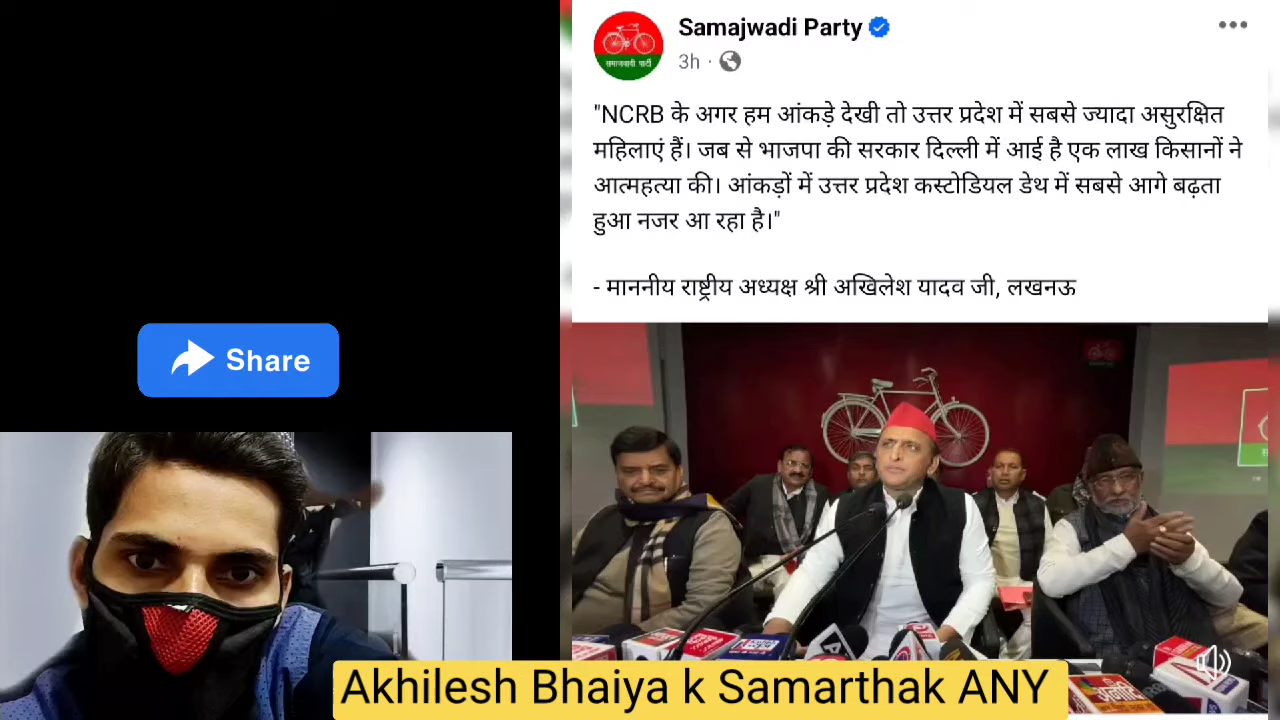 Samajwadi Party
3h ·
समाजवादी पार्टी
"NCRB के अगर हम आंकड़े देखी तो उत्तर प्रदेश में सबसे ज्यादा असुरक्षित
महिलाएं हैं। जब से भाजपा की सरकार दिल्ली में आई है एक लाख किसानों ने
आत्महत्या की। आंकड़ों में उत्तर प्रदेश कस्टोडियल डेथ में सबसे आगे बढ़ता
हुआ नजर आ रहा है।"
- माननीय राष्ट्रीय अध्यक्ष श्री अखिलेश यादव जी, लखनऊ
Share
Akhilesh Bhaiya k Samarthak ANY